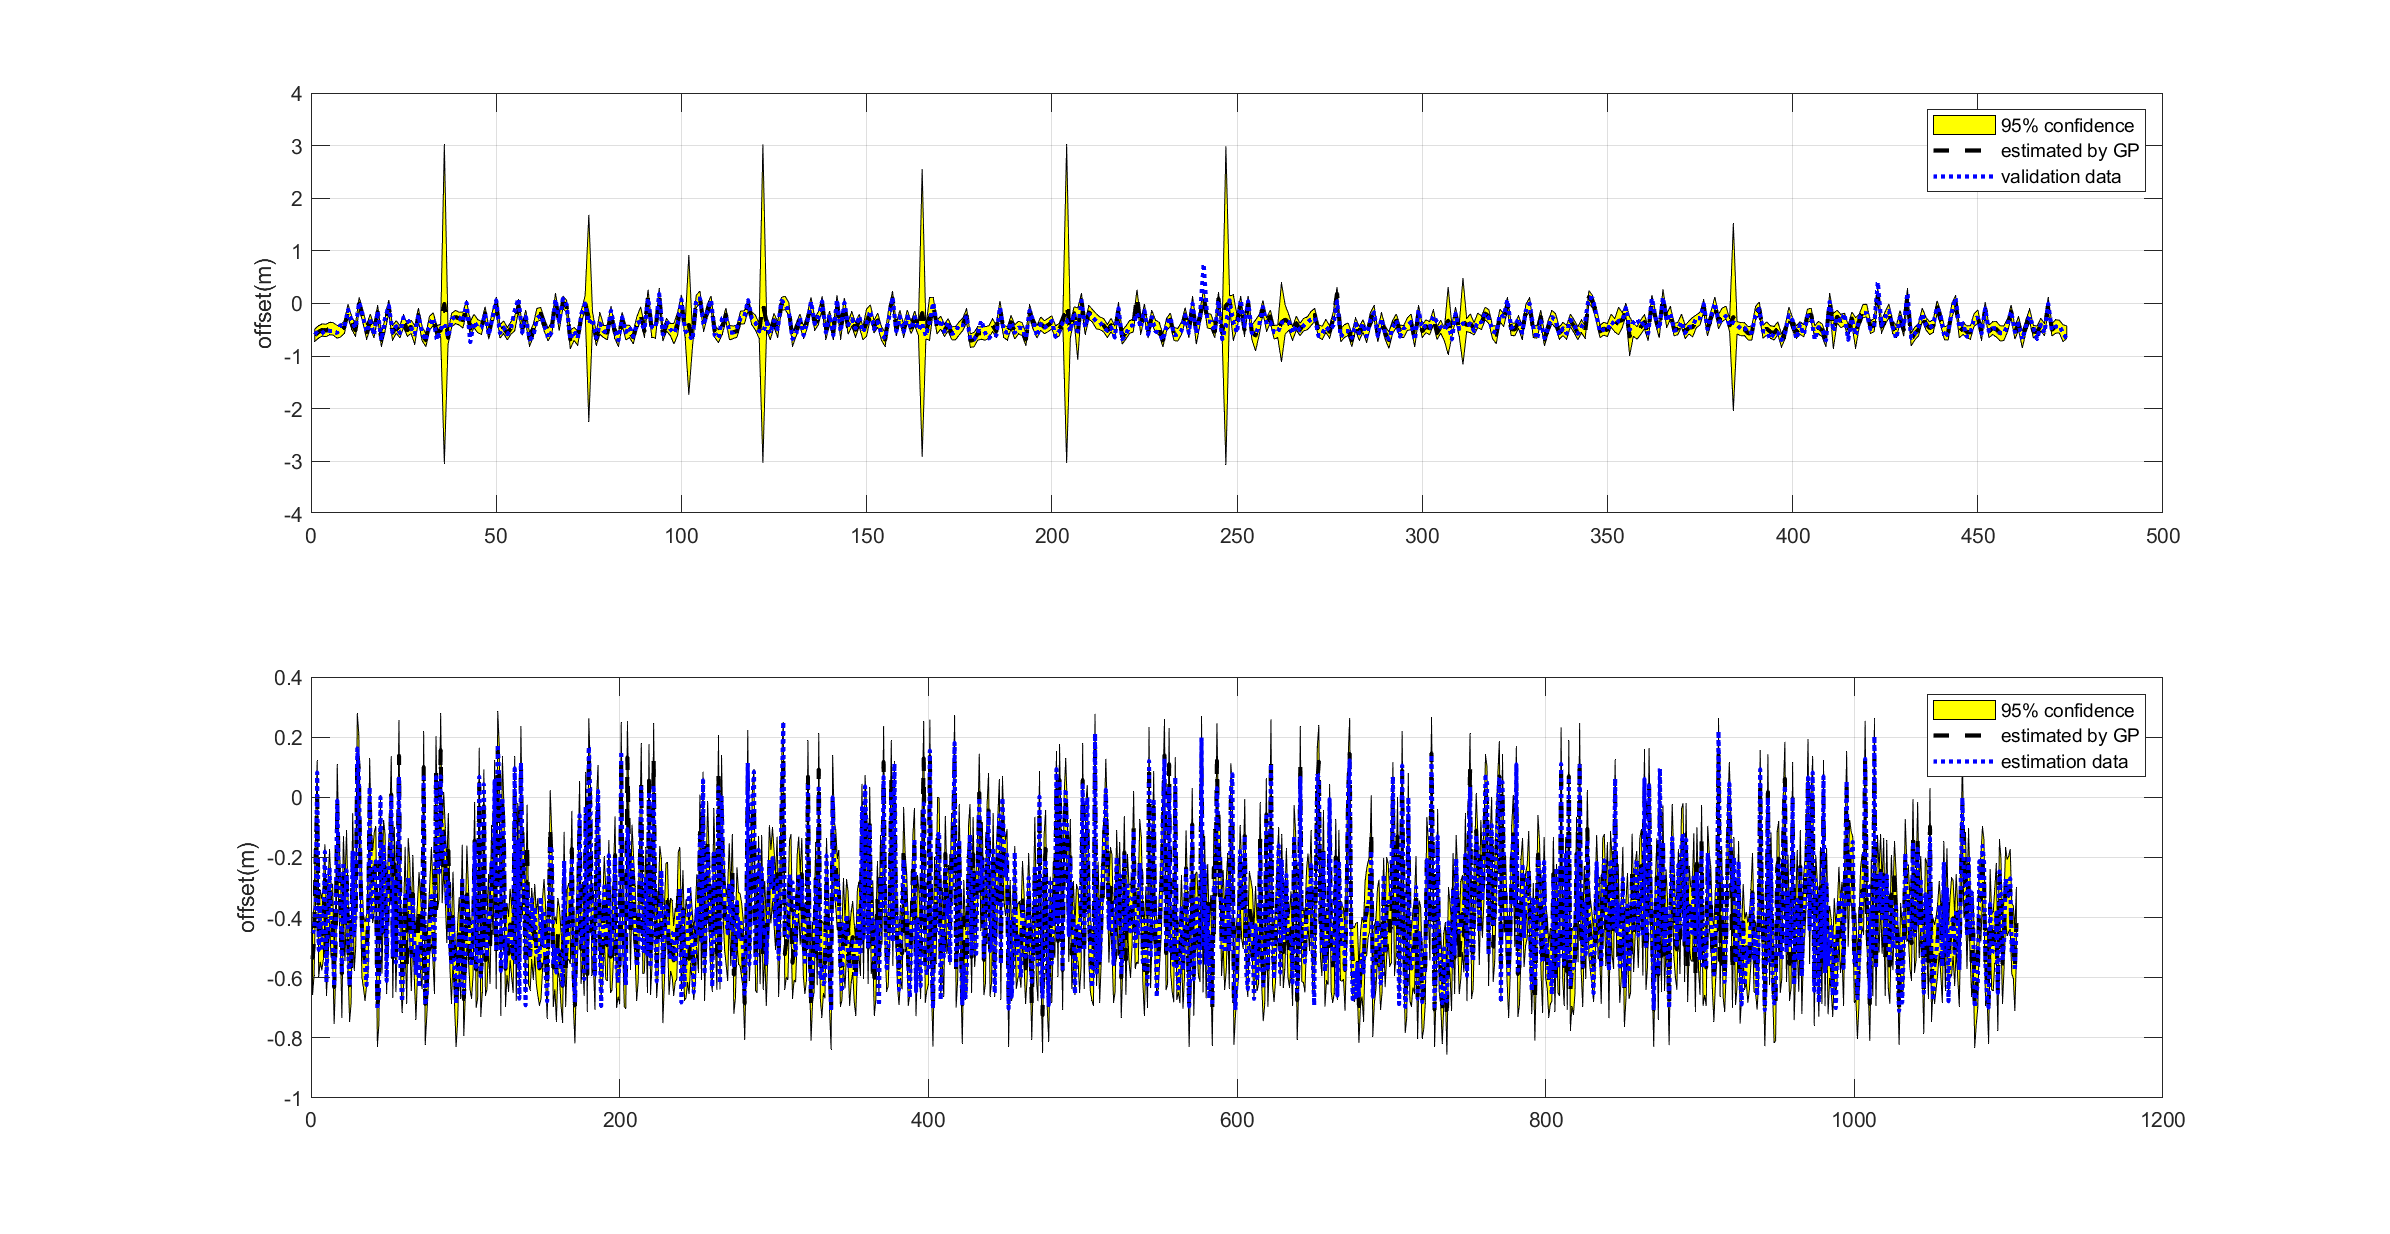 4
3
2
1
0
-1
-2
-3
-4
offset(m)
95% confidence
estimated by GP
validation data
0 50 100 150 200 250 300 350 400 450 500
0.4
0.2
0
-0.2
-0.4
-0.6
-0.8
-1
offset(m)
95% confidence
estimated by GP
estimation data
0 200 400 600 800 1000 1200